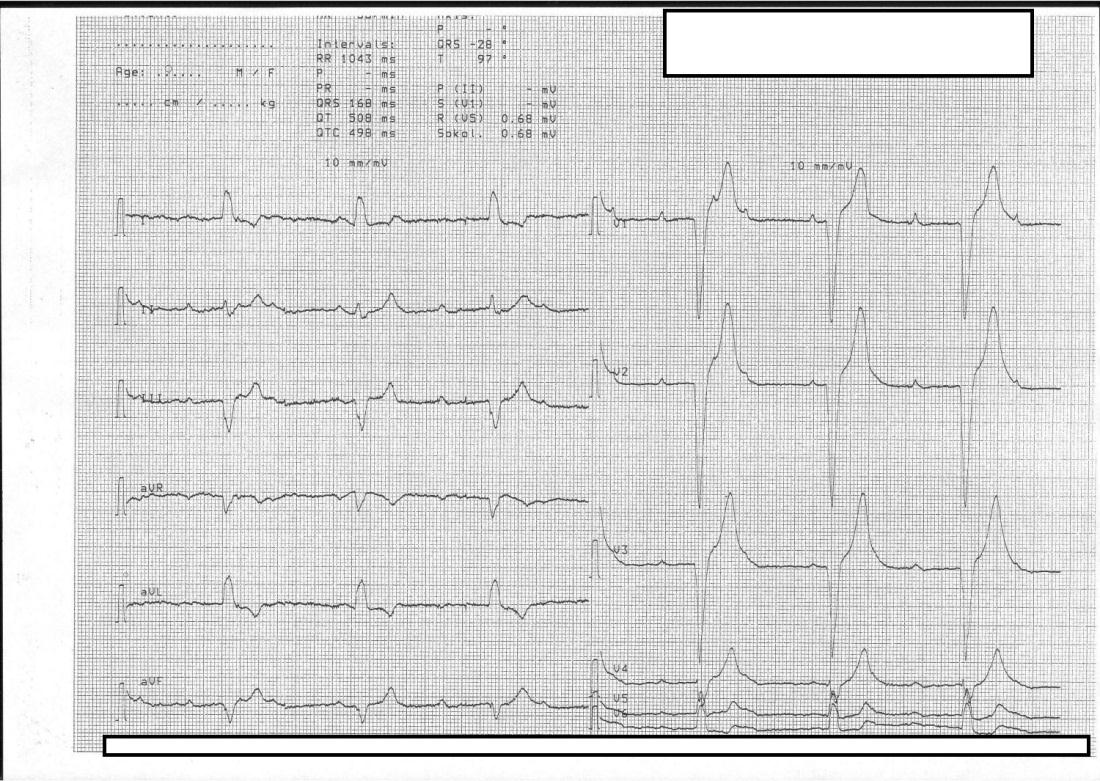 Intervals:
RR 1043 ms
P - ms
PR - ms
QRS 168 ms
QT 508 ms
QTC 498 ms
P - °
QRS -28 °
T 97 °
P (II) - mV
S (V1) - mV
R (V5) 0.68 mV
Sokol. 0.68 mV
Age: M / F
..... cm / ..... kg
10 mm/mV
10 mm/mV
I
II
III
aVR
aVL
aVF
V1
V2
V3
V4
V5